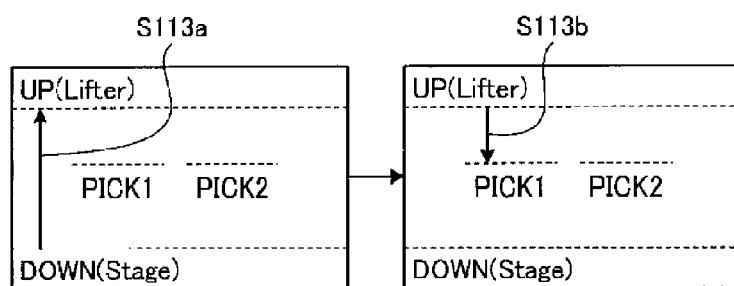 S113a
S113b
UP(Lifter)
UP(Lifter)
PICK1 PICK2
PICK1 PICK2
DOWN(Stage)
DOWN(Stage)